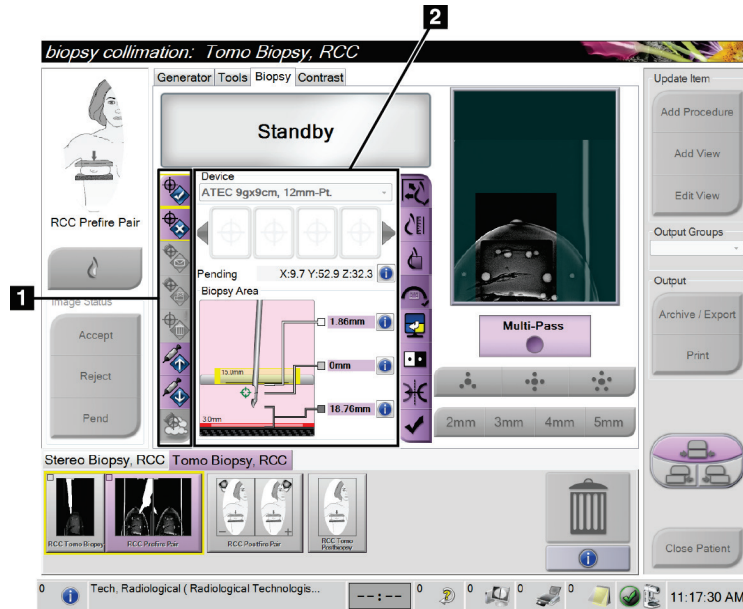 2
biopsy collimation: Tomo Biopsy, RCC
Generator Tools Biopsy Contrast
Standby
RCC Prefire Pair
Image Status
Accept
Reject
Pend
1
Device
ATEC 9gx9cm, 12mm-Pt.
Pending X:9.7 Y:52.9 Z:32.3
Biopsy Area
1.86mm
15.0mm
0mm
18.76mm
3.0mm
Multi-Pass
2mm 3mm 4mm 5mm
Update Item
Add Procedure
Add View
Edit View
Output Groups
Output
Archive / Export
Print
Close Patient
Stereo Biopsy, RCC Tomo Biopsy, RCC
RCC Tomo Biopsy
RCC Prefire Pair
RCC Postfire Pair
RCC Tomo
Postbiopsy
0 Tech, Radiological ( Radiological Technologis... --:-- 0 0 0 0 11:17:30 AM